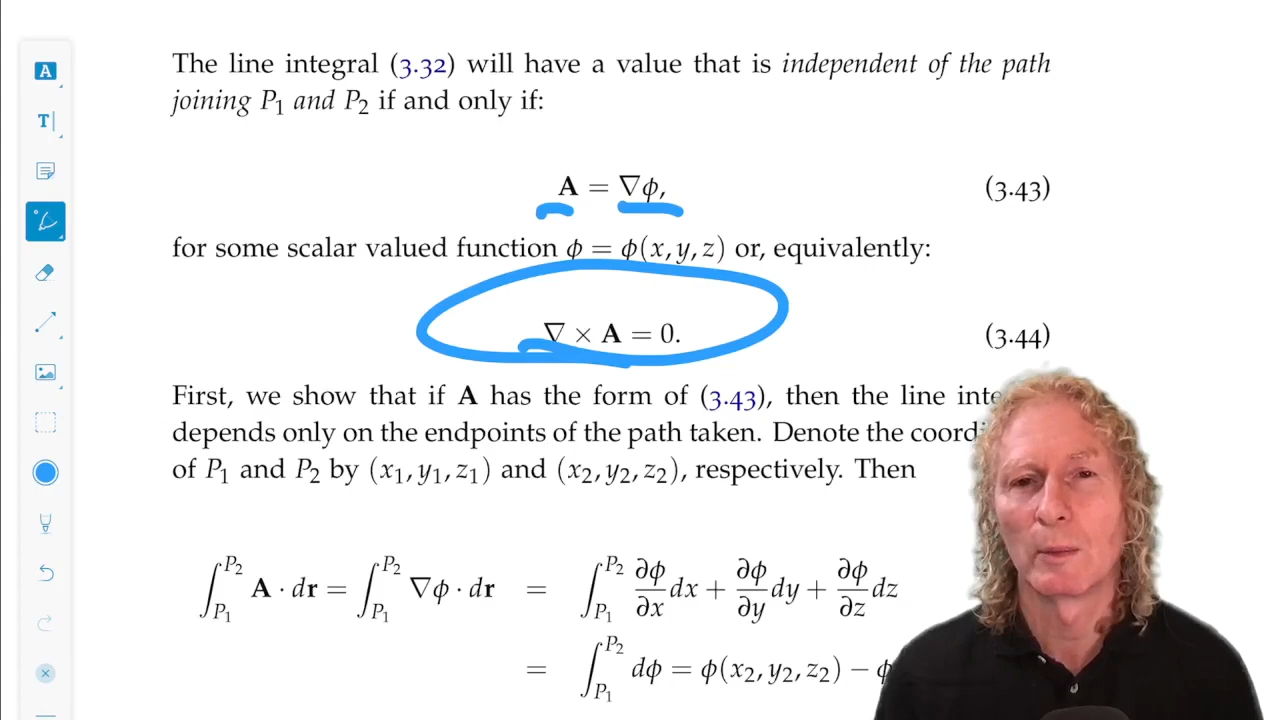 The line integral (3.32) will have a value that is independent of the path
joining P₁ and P₂ if and only if:
A = ∇ϕ, (3.43)
for some scalar valued function ϕ = ϕ(x, y, z) or, equivalently:
∇ × A = 0. (3.44)
First, we show that if A has the form of (3.43), then the line
depends only on the endpoints of the path taken. Denote the
of P₁ and P₂ by (x₁, y₁, z₁) and (x₂, y₂, z₂), respectively. Then
∫_{P₁}^{P₂} A · dr = ∫_{P₁}^{P₂} ∇ϕ · dr = ∫_{P₁}^{P₂} ∂ϕ/∂x dx + ∂ϕ/∂y dy + ∂ϕ/∂z dz
= ∫_{P₁}^{P₂} dϕ = ϕ(x₂, y₂, z₂) − ϕ